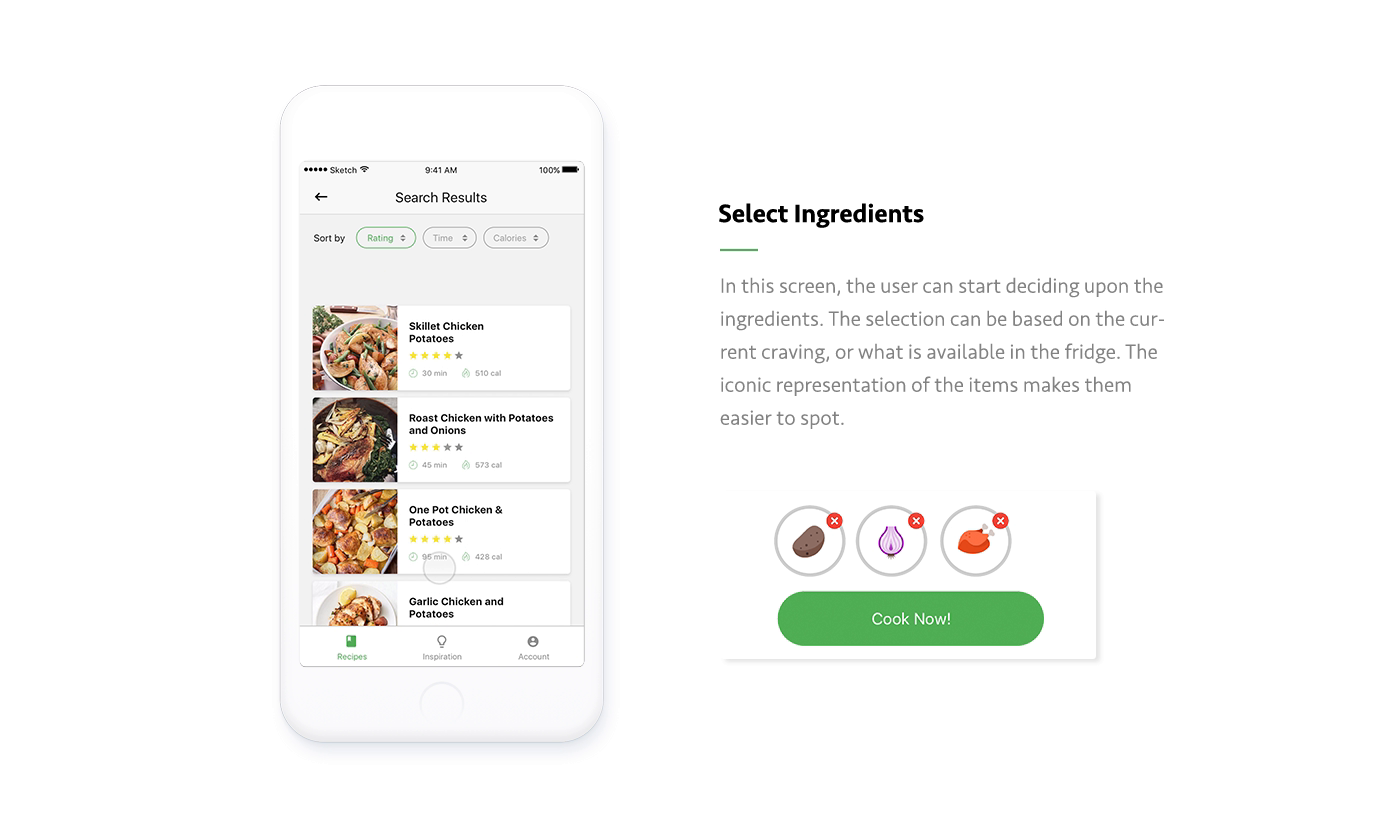 Sketch 9:41 AM 100%
Search Results
Sort by Rating Time Calories
Skillet Chicken
Potatoes
30 min 510 cal
Roast Chicken with Potatoes
and Onions
45 min 573 cal
One Pot Chicken &
Potatoes
95 min 428 cal
Garlic Chicken and
Potatoes
Recipes Inspiration Account
Select Ingredients
In this screen, the user can start deciding upon the
ingredients. The selection can be based on the cur-
rent craving, or what is available in the fridge. The
iconic representation of the items makes them
easier to spot.
Cook Now!